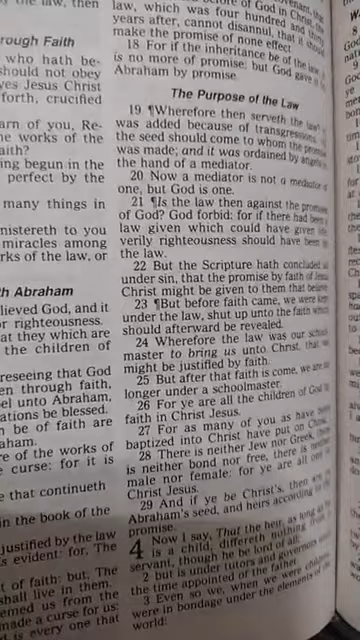 of the law, then
rough Faith
who hath be-
should not obey
yes Jesus Christ
forth, crucified
arn of you, Re-
he works of the
aith?
ing begun in the
perfect by the
many things in
nistereth to you
miracles among
rks of the law, or
th Abraham
lieved God, and it
or righteousness.
at they which are
the children of
reseeing that God
en through faith,
pel unto Abraham,
ations be blessed.
h be of faith are
aham.
re of the works of
e curse: for it is
e that continueth
in the book of the
justified by the law
is evident: for, The
t of faith: but, The
shall live in them.
emed us from the
made a curse for us:
is every one that
before of God in Christ, the
law, which was four hundred and thirty
years after, cannot disannul, that it should
make the promise of none effect
18 For if the inheritance be of the law,
is no more of promise: but God gave it
Abraham by promise.
The Purpose of the Law
19 ¶Wherefore then serveth the law?
was added because of transgressions,
the seed should come to whom the promise
was made; and it was ordained by angels
the hand of a mediator.
20 Now a mediator is not a mediator of
one, but God is one.
21 ¶Is the law then against the promises
of God? God forbid: for if there had been a
law given which could have given life,
verily righteousness should have been by
the law.
22 But the Scripture hath concluded all
under sin, that the promise by faith of Jesus
Christ might be given to them that believe.
23 ¶But before faith came, we were kept
under the law, shut up unto the faith which
should afterward be revealed.
24 Wherefore the law was our school-
master to bring us unto Christ, that we
might be justified by faith.
25 But after that faith is come, we are no
longer under a schoolmaster.
26 For ye are all the children of God by
faith in Christ Jesus.
27 For as many of you as have been
baptized into Christ have put on Christ.
28 There is neither Jew nor Greek, there
is neither bond nor free, there is neither
male nor female: for ye are all one in
Christ Jesus.
29 And if ye be Christ's, then are ye
Abraham's seed, and heirs according to the
promise.
4 Now I say, That the heir, as long as he
is a child, differeth nothing from a
servant, though he be lord of all;
2 but is under tutors and governors until
the time appointed of the father.
3 Even so we, when we were children,
were in bondage under the elements of the
world: